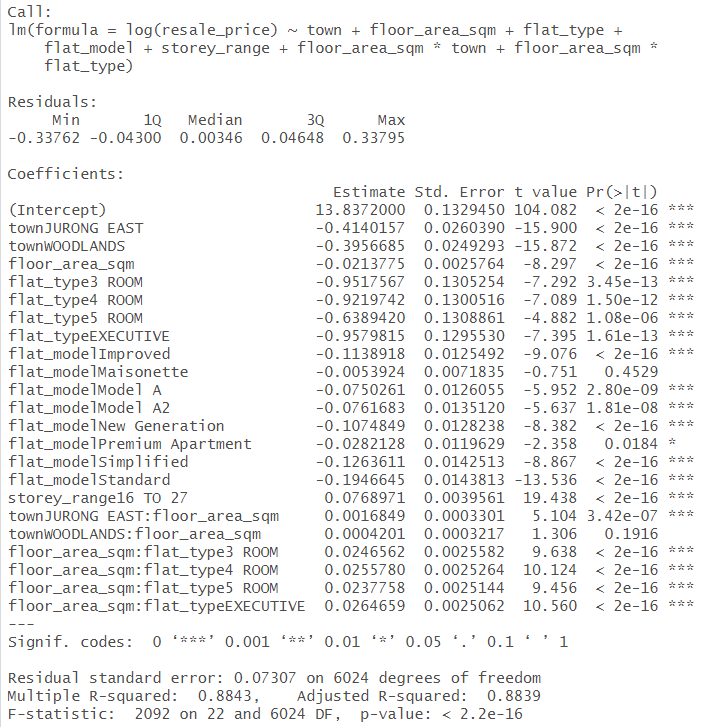 Call:
lm(formula = log(resale_price) ~ town + floor_area_sqm + flat_type +
    flat_model + storey_range + floor_area_sqm * town + floor_area_sqm *
    flat_type)

Residuals:
     Min       1Q   Median       3Q      Max
-0.33762 -0.04300  0.00346  0.04648  0.33795

Coefficients:
                                   Estimate Std. Error t value Pr(>|t|)
(Intercept)                      13.8372000  0.1329450 104.082  < 2e-16 ***
townJURONG EAST                  -0.4140157  0.0260390 -15.900  < 2e-16 ***
townWOODLANDS                    -0.3956685  0.0249293 -15.872  < 2e-16 ***
floor_area_sqm                   -0.0213775  0.0025764  -8.297  < 2e-16 ***
flat_type3 ROOM                  -0.9517567  0.1305254  -7.292 3.45e-13 ***
flat_type4 ROOM                  -0.9219742  0.1300516  -7.089 1.50e-12 ***
flat_type5 ROOM                  -0.6389420  0.1308861  -4.882 1.08e-06 ***
flat_typeEXECUTIVE               -0.9579815  0.1295530  -7.395 1.61e-13 ***
flat_modelImproved               -0.1138918  0.0125492  -9.076  < 2e-16 ***
flat_modelMaisonette             -0.0053924  0.0071835  -0.751   0.4529
flat_modelModel A                -0.0750261  0.0126055  -5.952 2.80e-09 ***
flat_modelModel A2               -0.0761683  0.0135120  -5.637 1.81e-08 ***
flat_modelNew Generation         -0.1074849  0.0128238  -8.382  < 2e-16 ***
flat_modelPremium Apartment      -0.0282128  0.0119629  -2.358   0.0184 *
flat_modelSimplified             -0.1263611  0.0142513  -8.867  < 2e-16 ***
flat_modelStandard               -0.1946645  0.0143813 -13.536  < 2e-16 ***
storey_range16 TO 27              0.0768971  0.0039561  19.438  < 2e-16 ***
townJURONG EAST:floor_area_sqm    0.0016849  0.0003301   5.104 3.42e-07 ***
townWOODLANDS:floor_area_sqm      0.0004201  0.0003217   1.306   0.1916
floor_area_sqm:flat_type3 ROOM    0.0246562  0.0025582   9.638  < 2e-16 ***
floor_area_sqm:flat_type4 ROOM    0.0255780  0.0025264  10.124  < 2e-16 ***
floor_area_sqm:flat_type5 ROOM    0.0237758  0.0025144   9.456  < 2e-16 ***
floor_area_sqm:flat_typeEXECUTIVE 0.0264659  0.0025062  10.560  < 2e-16 ***
---
Signif. codes:  0 ‘***’ 0.001 ‘**’ 0.01 ‘*’ 0.05 ‘.’ 0.1 ‘ ’ 1

Residual standard error: 0.07307 on 6024 degrees of freedom
Multiple R-squared:  0.8843,    Adjusted R-squared:  0.8839
F-statistic:  2092 on 22 and 6024 DF,  p-value: < 2.2e-16